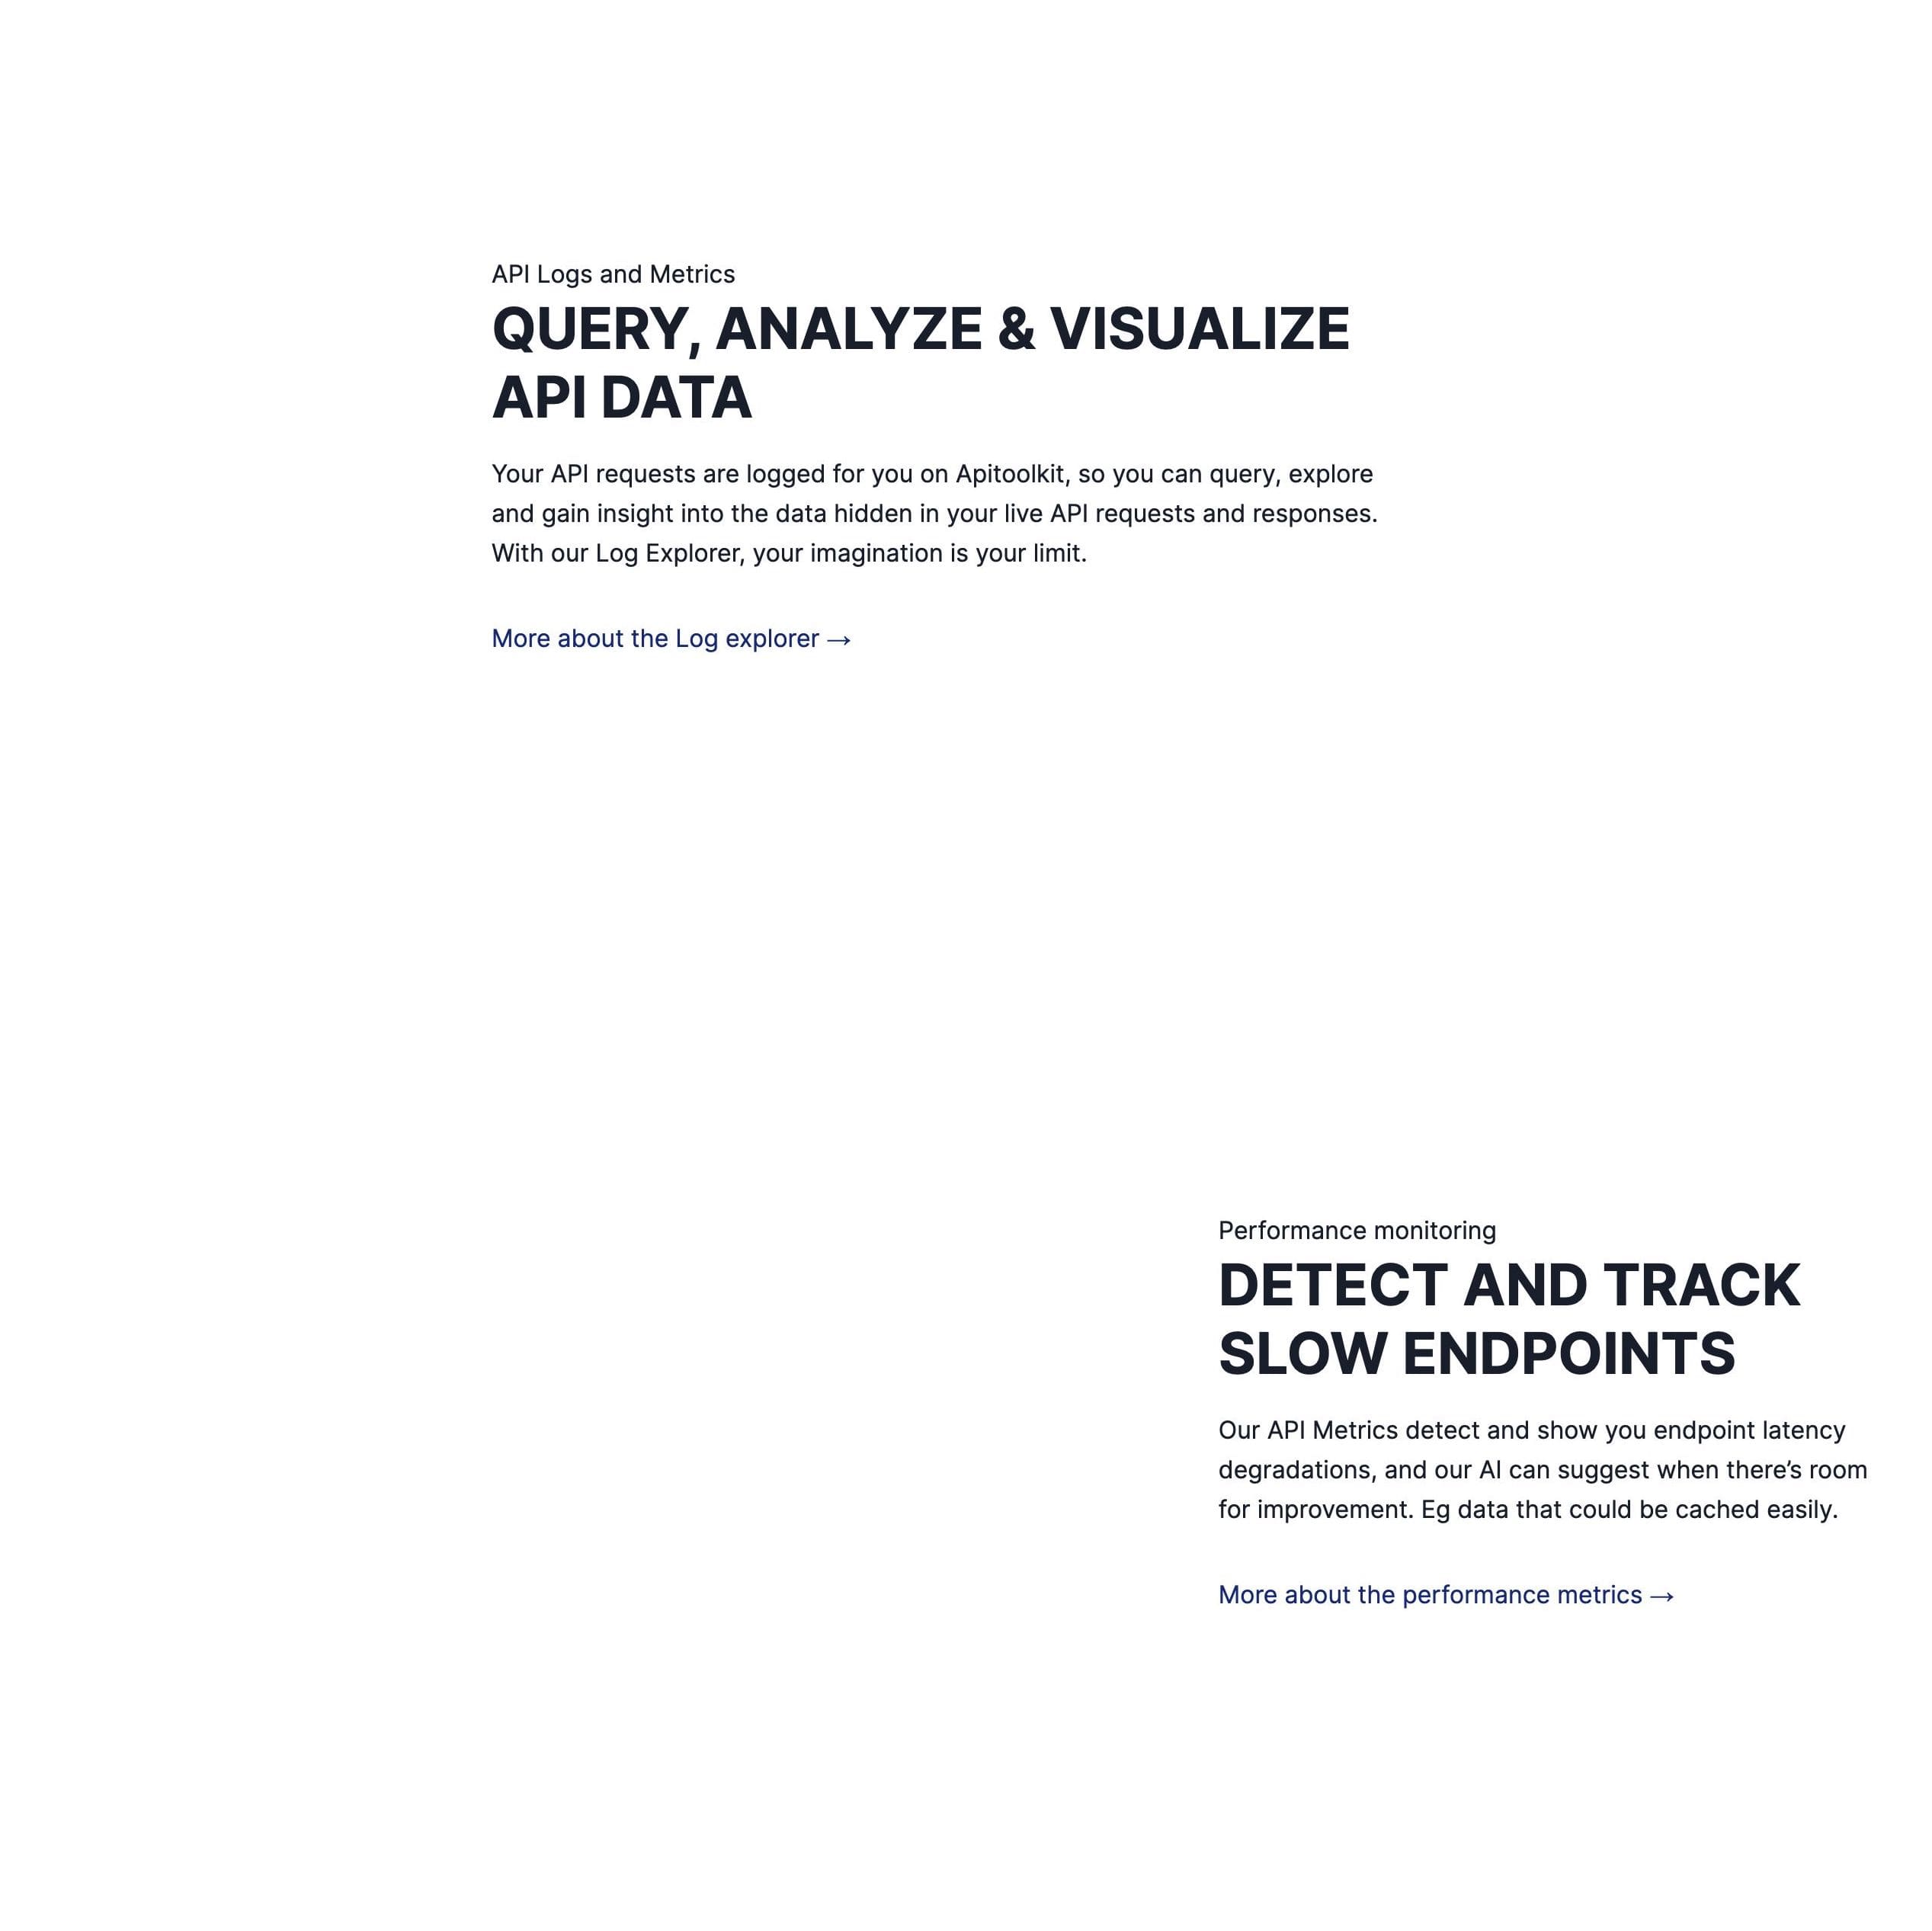 API Logs and Metrics
QUERY, ANALYZE & VISUALIZE
API DATA
Your API requests are logged for you on Apitoolkit, so you can query, explore
and gain insight into the data hidden in your live API requests and responses.
With our Log Explorer, your imagination is your limit.
More about the Log explorer →
Performance monitoring
DETECT AND TRACK
SLOW ENDPOINTS
Our API Metrics detect and show you endpoint latency
degradations, and our AI can suggest when there’s room
for improvement. Eg data that could be cached easily.
More about the performance metrics →